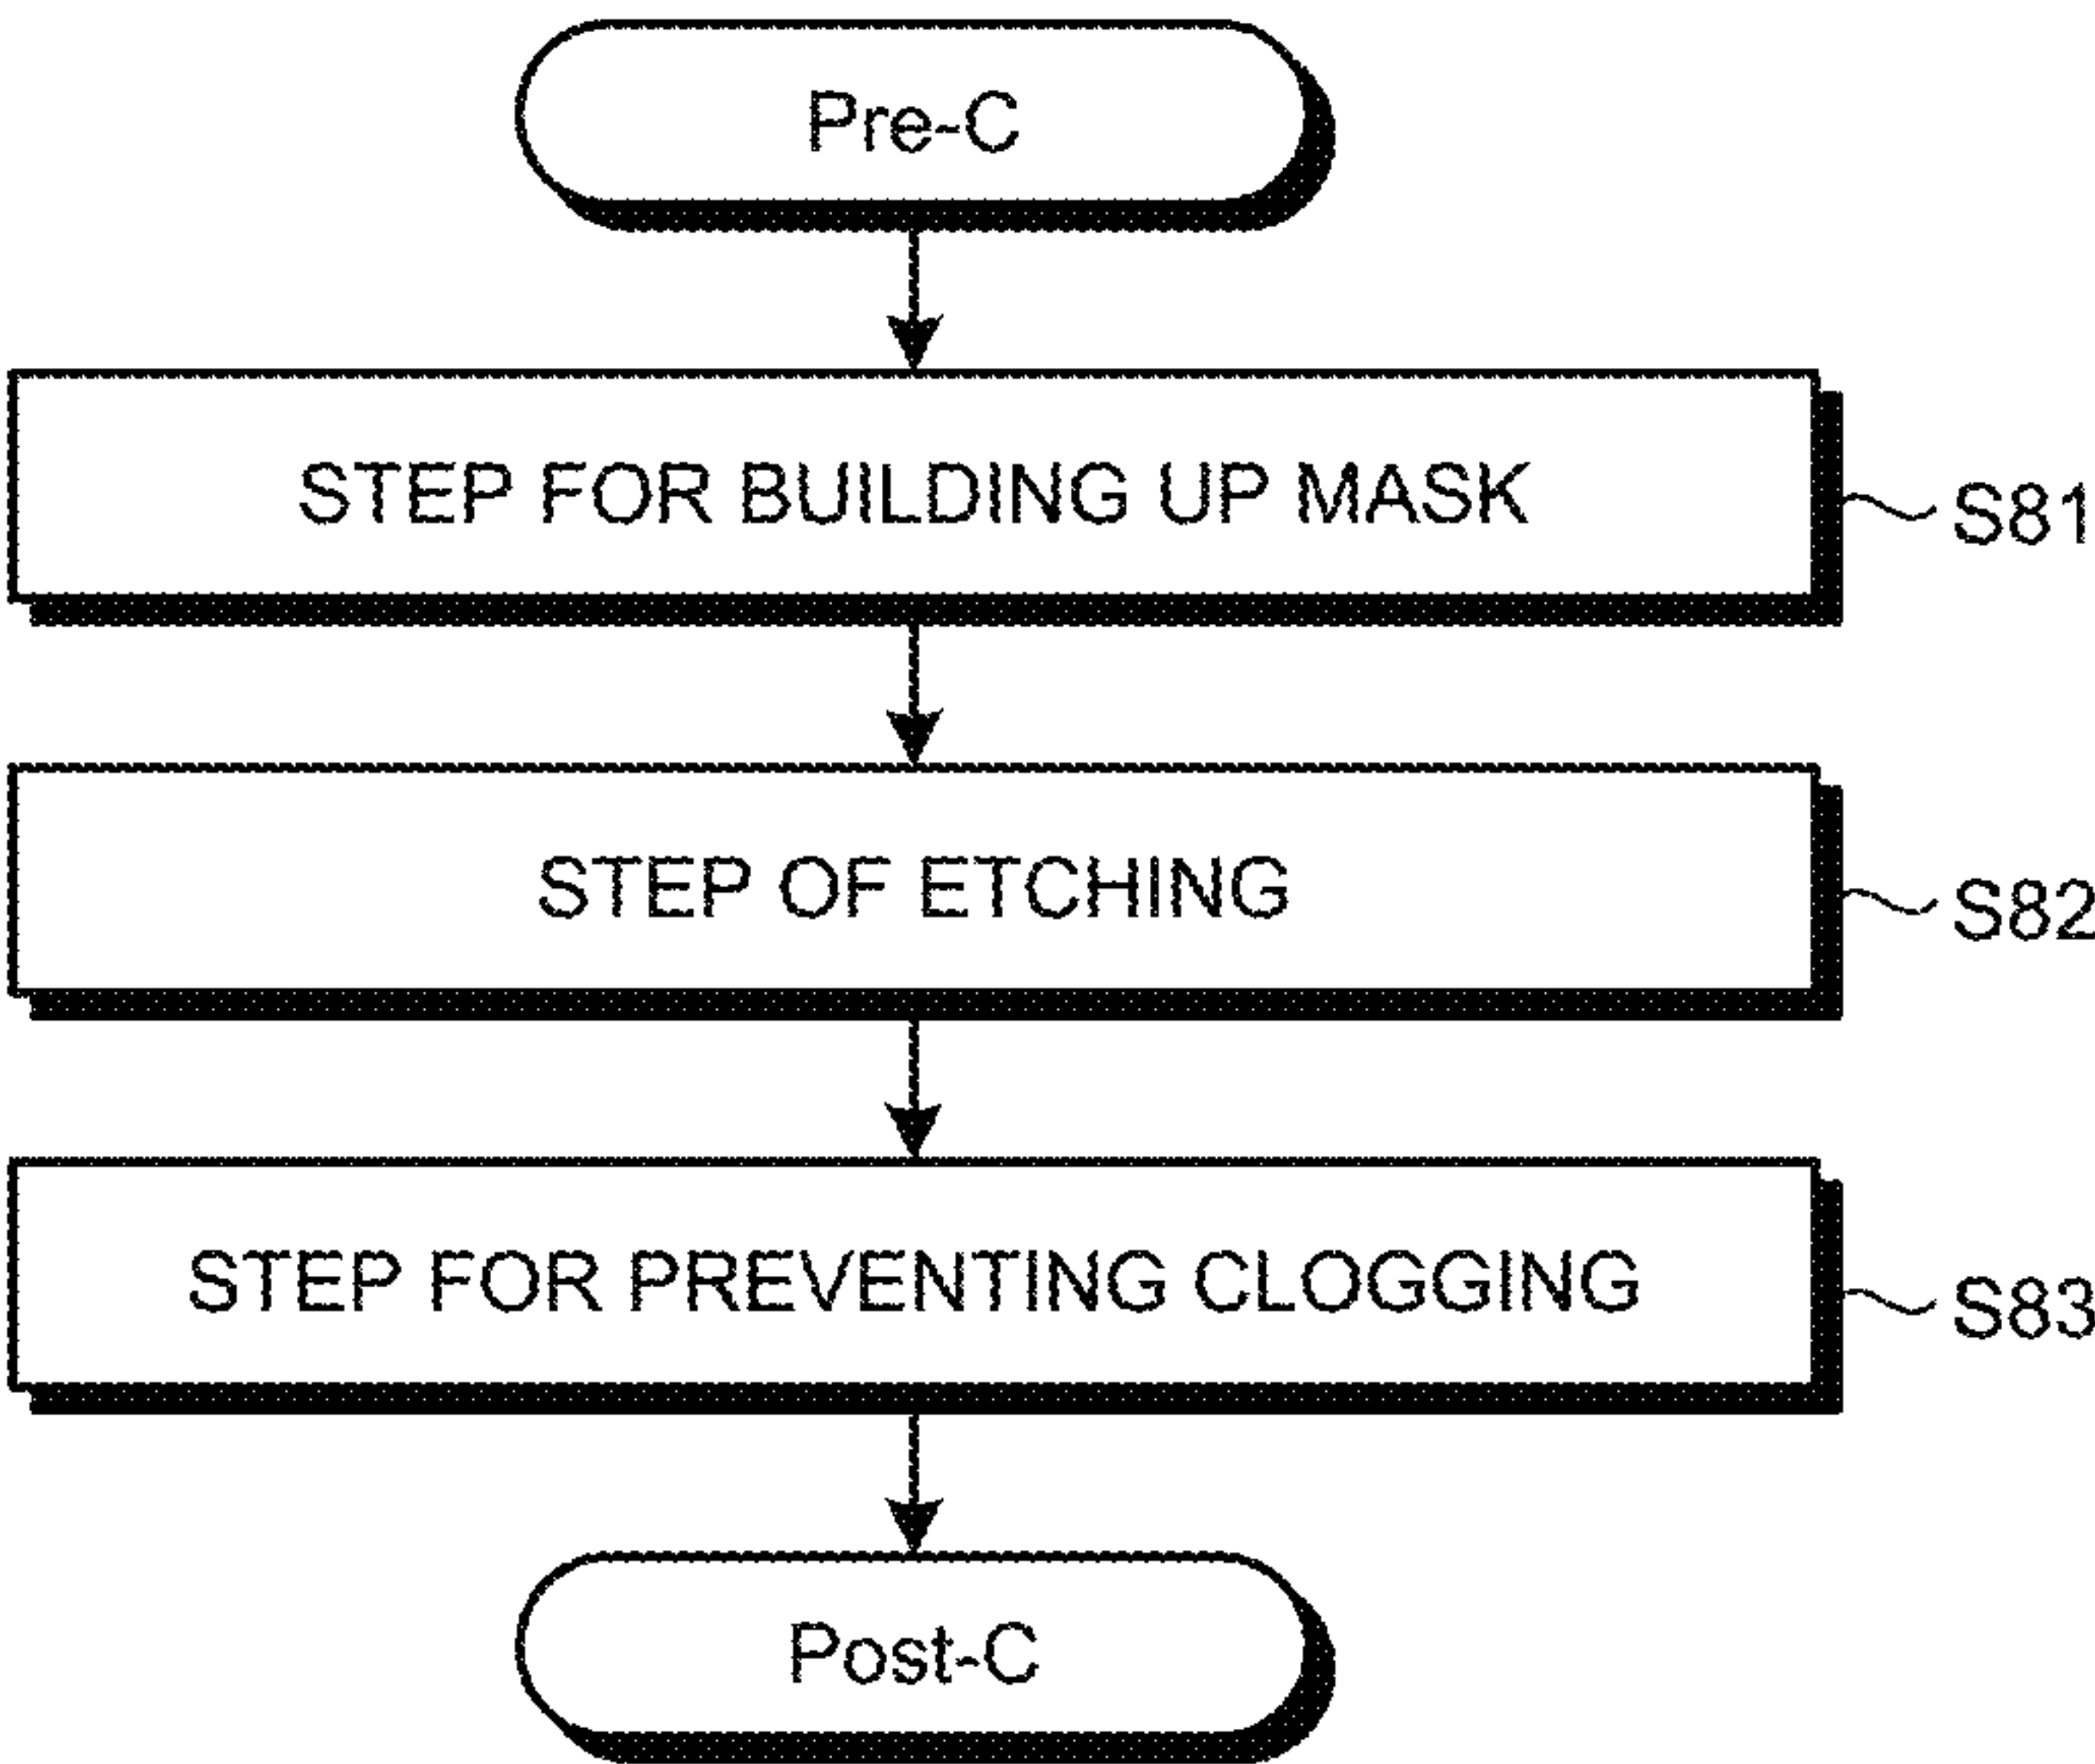 Pre-C
STEP FOR BUILDING UP MASK
S81
STEP OF ETCHING
S82
STEP FOR PREVENTING CLOGGING
S83
Post-C